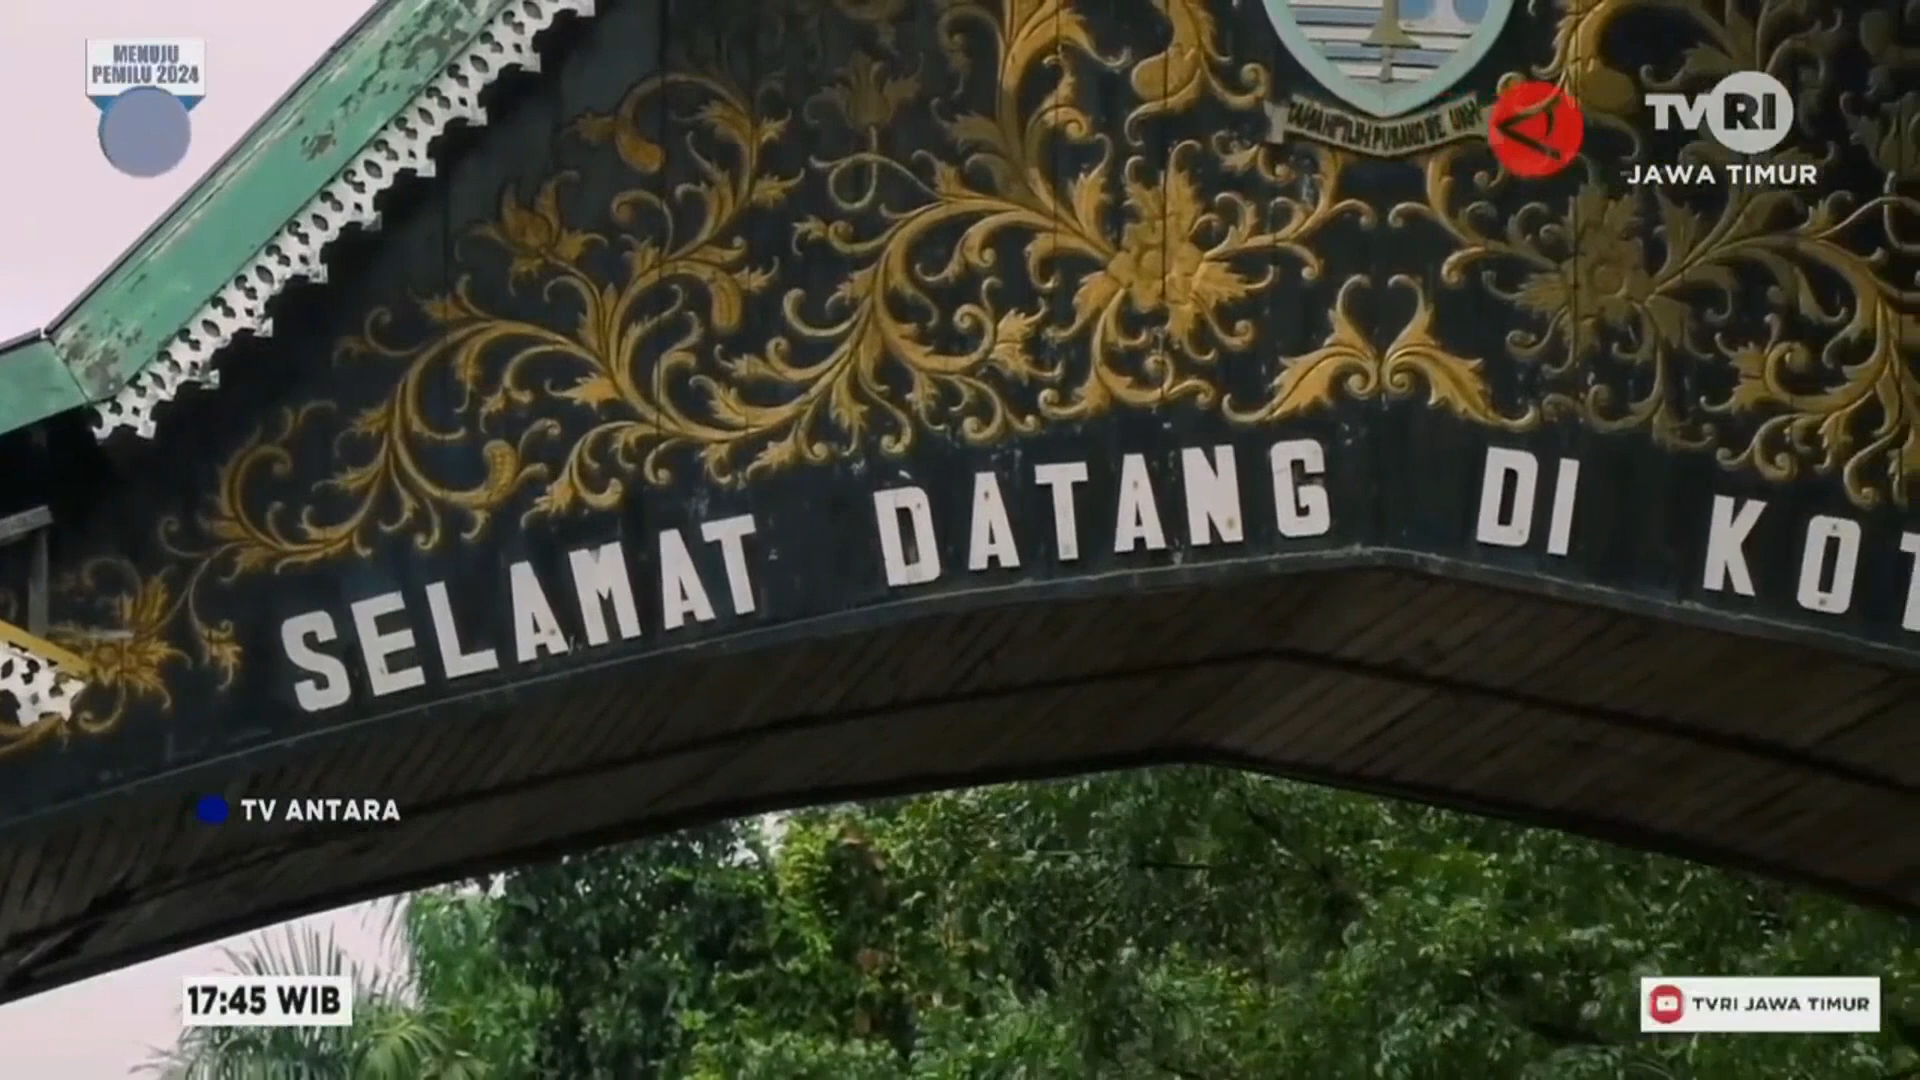 MENUJU
PEMILU 2024
TVRI
JAWA TIMUR
SELAMAT DATANG DI KOT
TV ANTARA
17:45 WIB
TVRI JAWA TIMUR